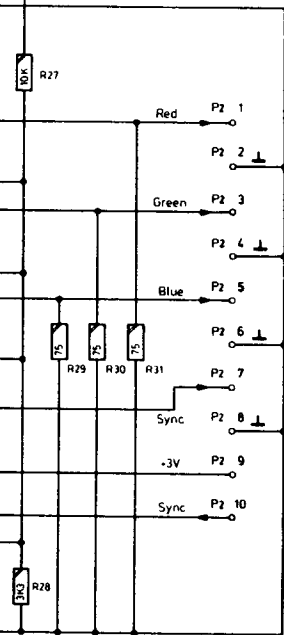 10K R27
Red P2 1
P2 2
Green P2 3
P2 4
Blue P2 5
P2 6
75 75 75
R29 R30 R31
P2 7
Sync P2 8
+3V P2 9
Sync P2 10
3K3 R28